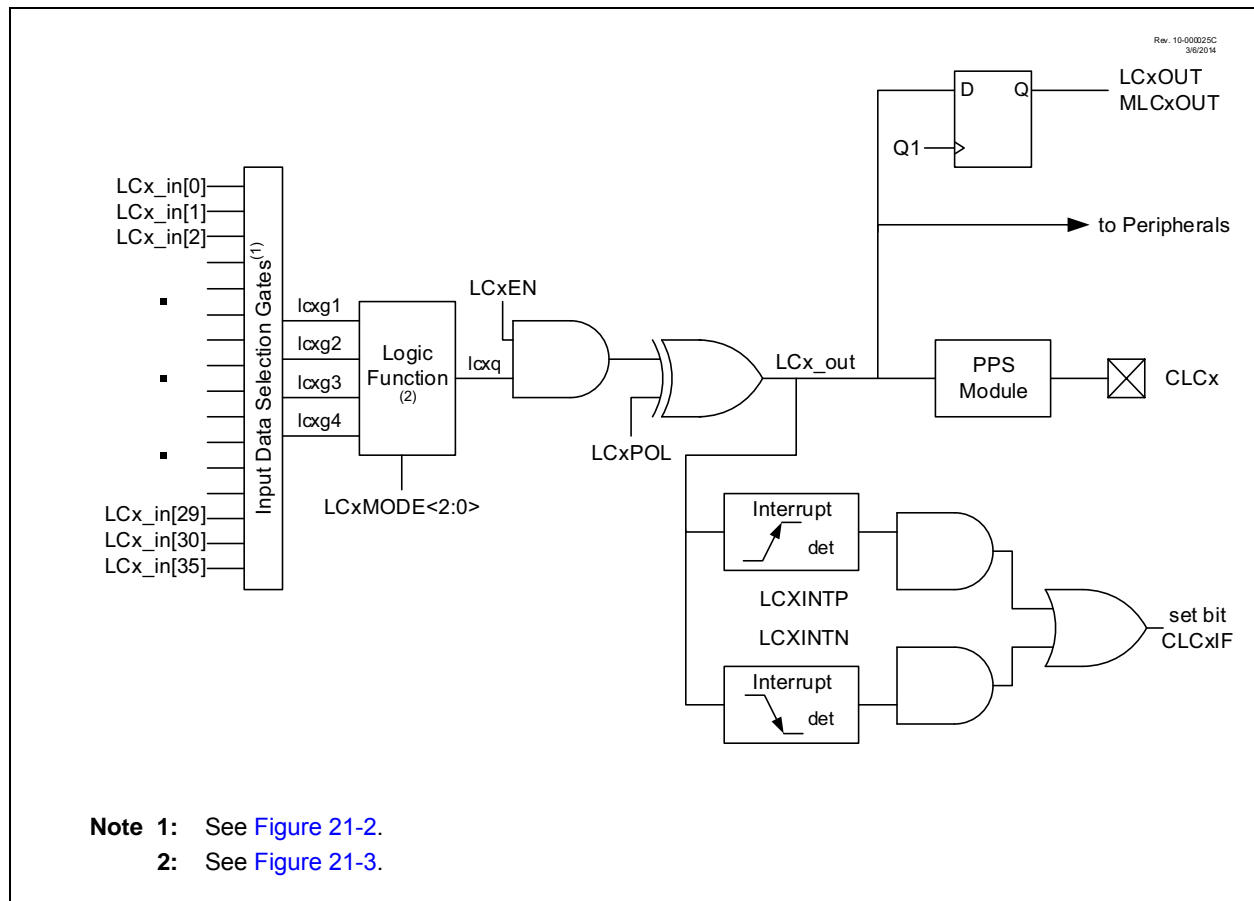 Rev. 10-000025C
3/6/2014
LCx_in[0]
LCx_in[1]
LCx_in[2]
LCx_in[29]
LCx_in[30]
LCx_in[35]
Input Data Selection Gates(1)
lcxg1
lcxg2
lcxg3
lcxg4
Logic
Function
(2)
LCxMODE<2:0>
lcxq
LCxEN
LCxPOL
LCx_out
D
Q
Q1
LCxOUT
MLCxOUT
to Peripherals
PPS
Module
CLCx
Interrupt
det
LCXINTP
LCXINTN
Interrupt
det
set bit
CLCxIF
Note 1: See Figure 21-2.
2: See Figure 21-3.